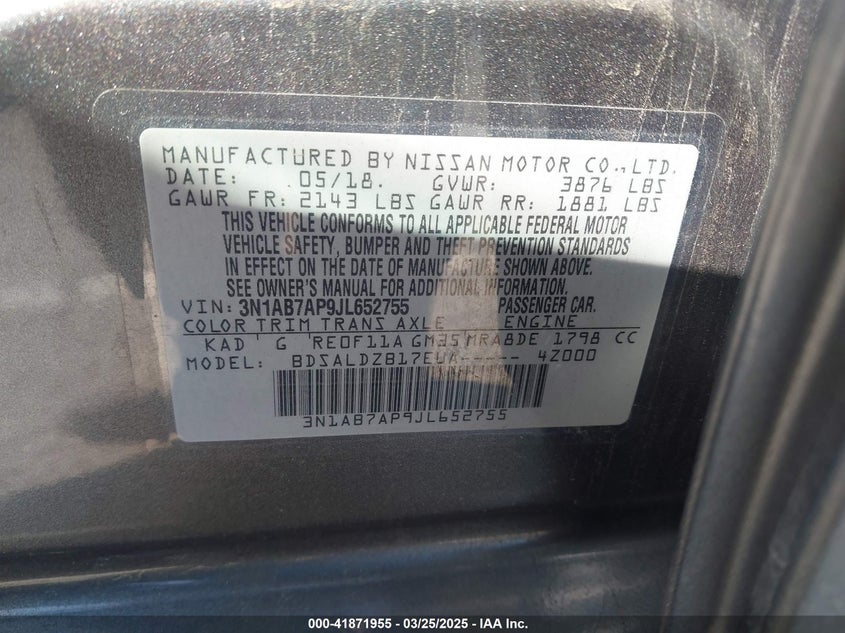 MANUFACTURED BY NISSAN MOTOR CO.,LTD.
DATE: 05/18. GVWR: 3876 LBS
GAWR FR: 2143 LBS GAWR RR: 1881 LBS
THIS VEHICLE CONFORMS TO ALL APPLICABLE FEDERAL MOTOR
VEHICLE SAFETY, BUMPER AND THEFT PREVENTION STANDARDS
IN EFFECT ON THE DATE OF MANUFACTURE SHOWN ABOVE.
SEE OWNER'S MANUAL FOR ADDITIONAL INFORMATION.
VIN: 3N1AB7AP9JL652755 PASSENGER CAR.
COLOR TRIM TRANS AXLE ENGINE
KAD G RE0F11A GM35 MRA8DE 1798 CC
MODEL: BDSALDZB17EUA----- 4Z000
3N1AB7AP9JL652755
000-41871955 - 03/25/2025 - IAA Inc.